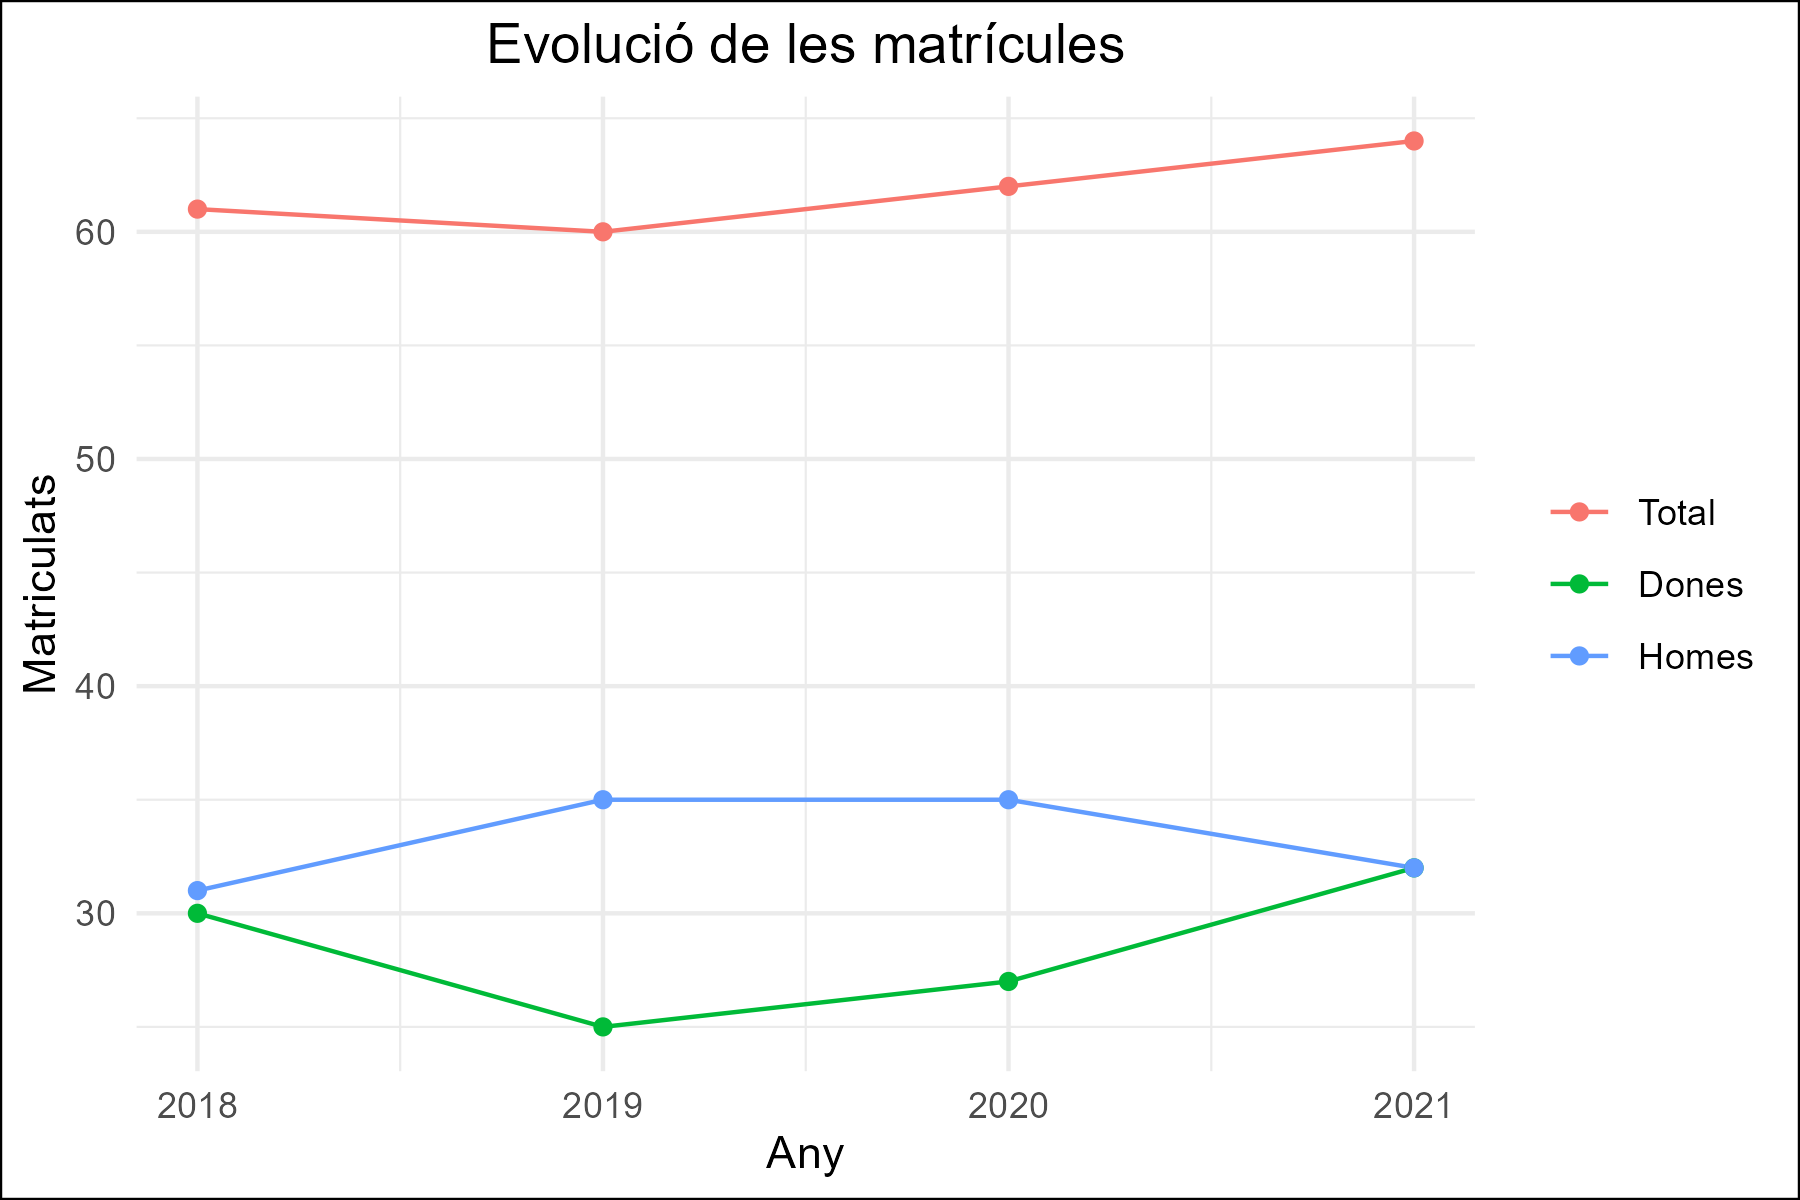 Evolució de les matrícules
60
50
40
30
Matriculats
2018
2019
2020
2021
Any
Total
Dones
Homes